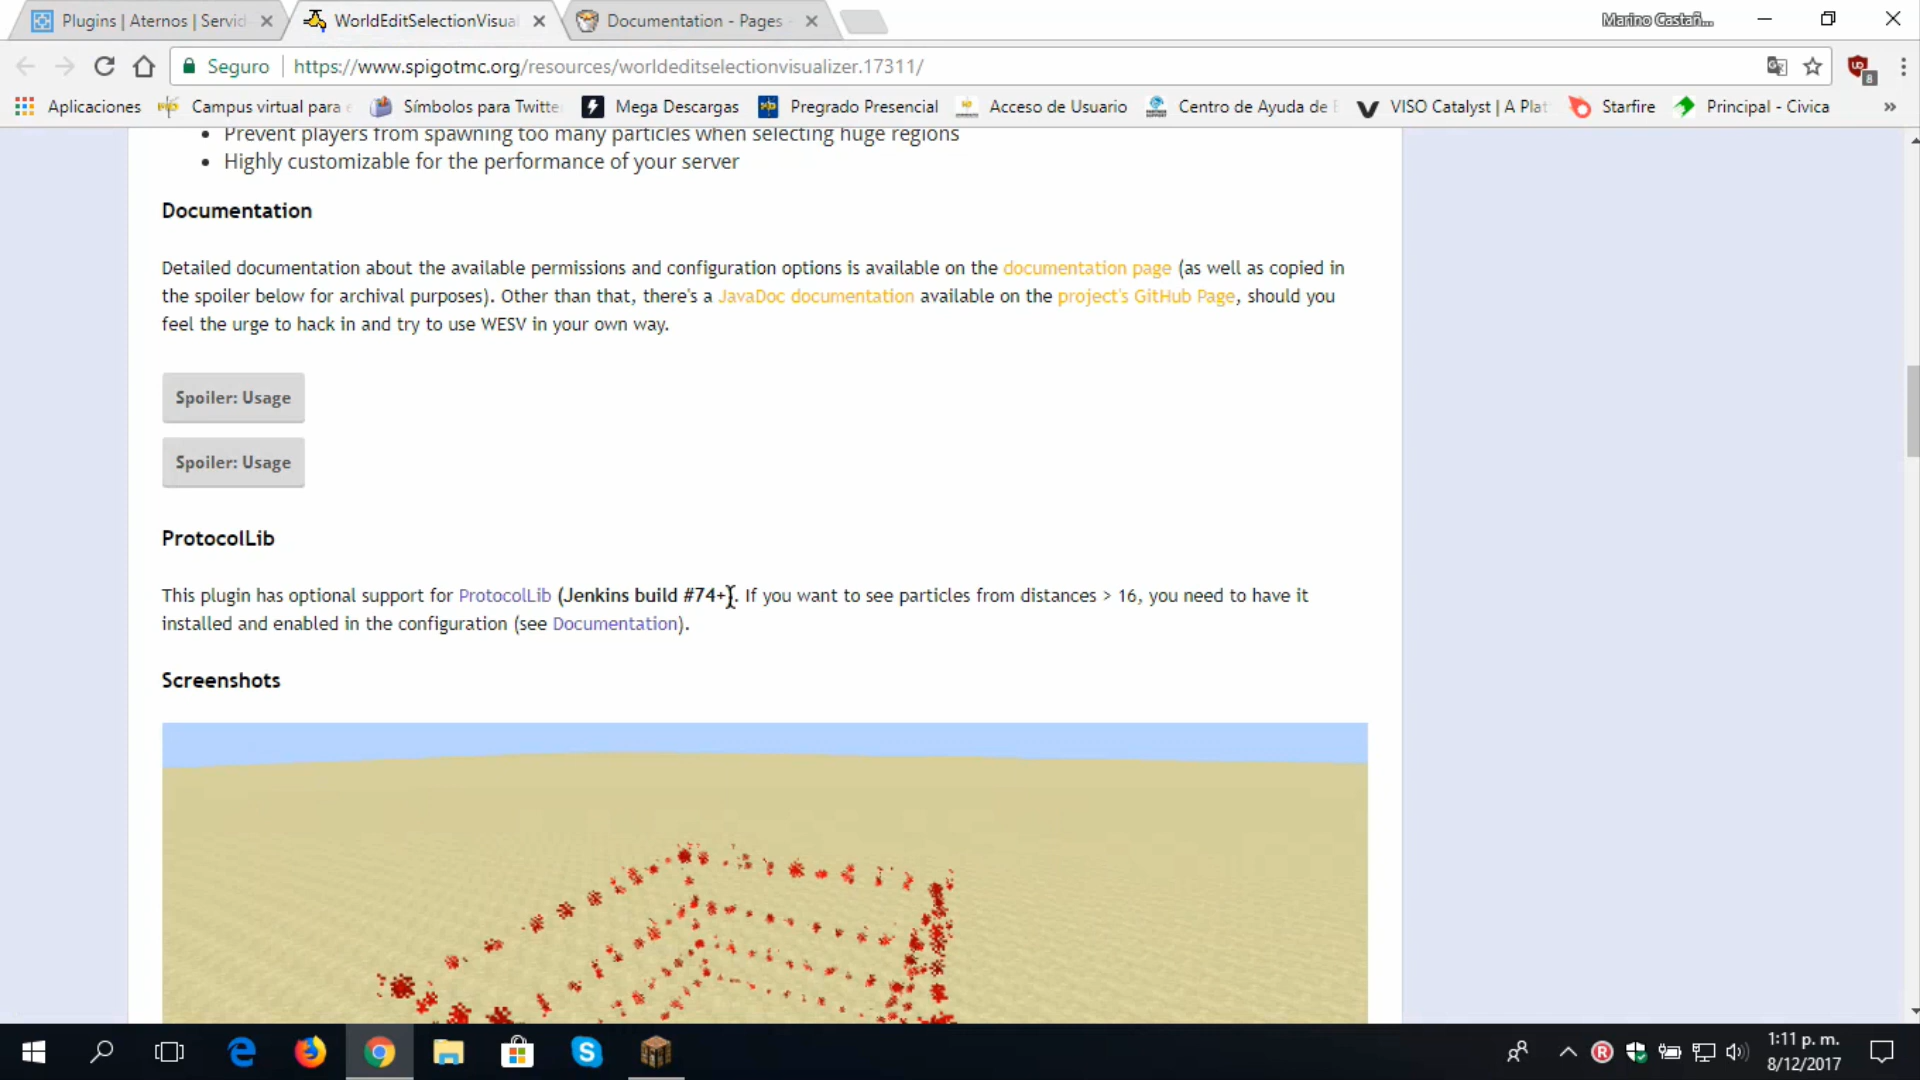 Plugins | Aternos | Servid
WorldEditSelectionVisua
Documentation - Pages
Marino Castañ...
Seguro
https://www.spigotmc.org/resources/worldeditselectionvisualizer.17311/
8
Aplicaciones
Campus virtual para e
Símbolos para Twitte
Mega Descargas
Pregrado Presencial
Acceso de Usuario
Centro de Ayuda de E
VISO Catalyst | A Plat
Starfire
Principal - Civica
»
• Prevent players from spawning too many particles when selecting huge regions
• Highly customizable for the performance of your server
Documentation
Detailed documentation about the available permissions and configuration options is available on the documentation page (as well as copied in
the spoiler below for archival purposes). Other than that, there's a JavaDoc documentation available on the project's GitHub Page, should you
feel the urge to hack in and try to use WESV in your own way.
Spoiler: Usage
Spoiler: Usage
ProtocolLib
This plugin has optional support for ProtocolLib (Jenkins build #74+). If you want to see particles from distances > 16, you need to have it
installed and enabled in the configuration (see Documentation).
Screenshots
1:11 p. m.
8/12/2017